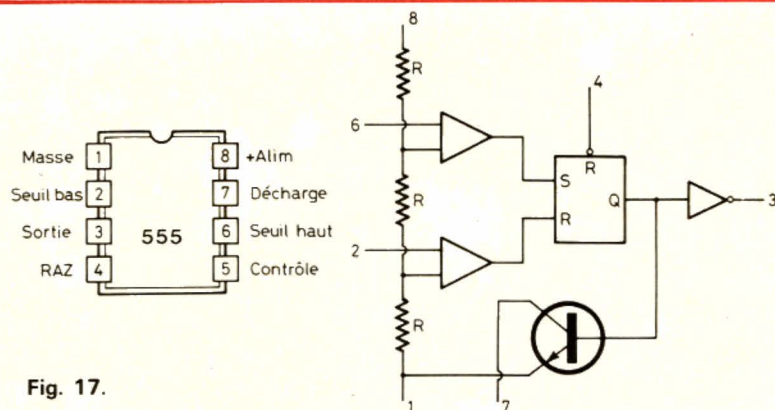 8
R
4
6
Masse 1 8 +Alim
R
Seuil bas 2 7 Décharge
S
R
Q
3
Sortie 3 6 Seuil haut
555
2
RAZ 4 5 Contrôle
R
Fig. 17.
1
7